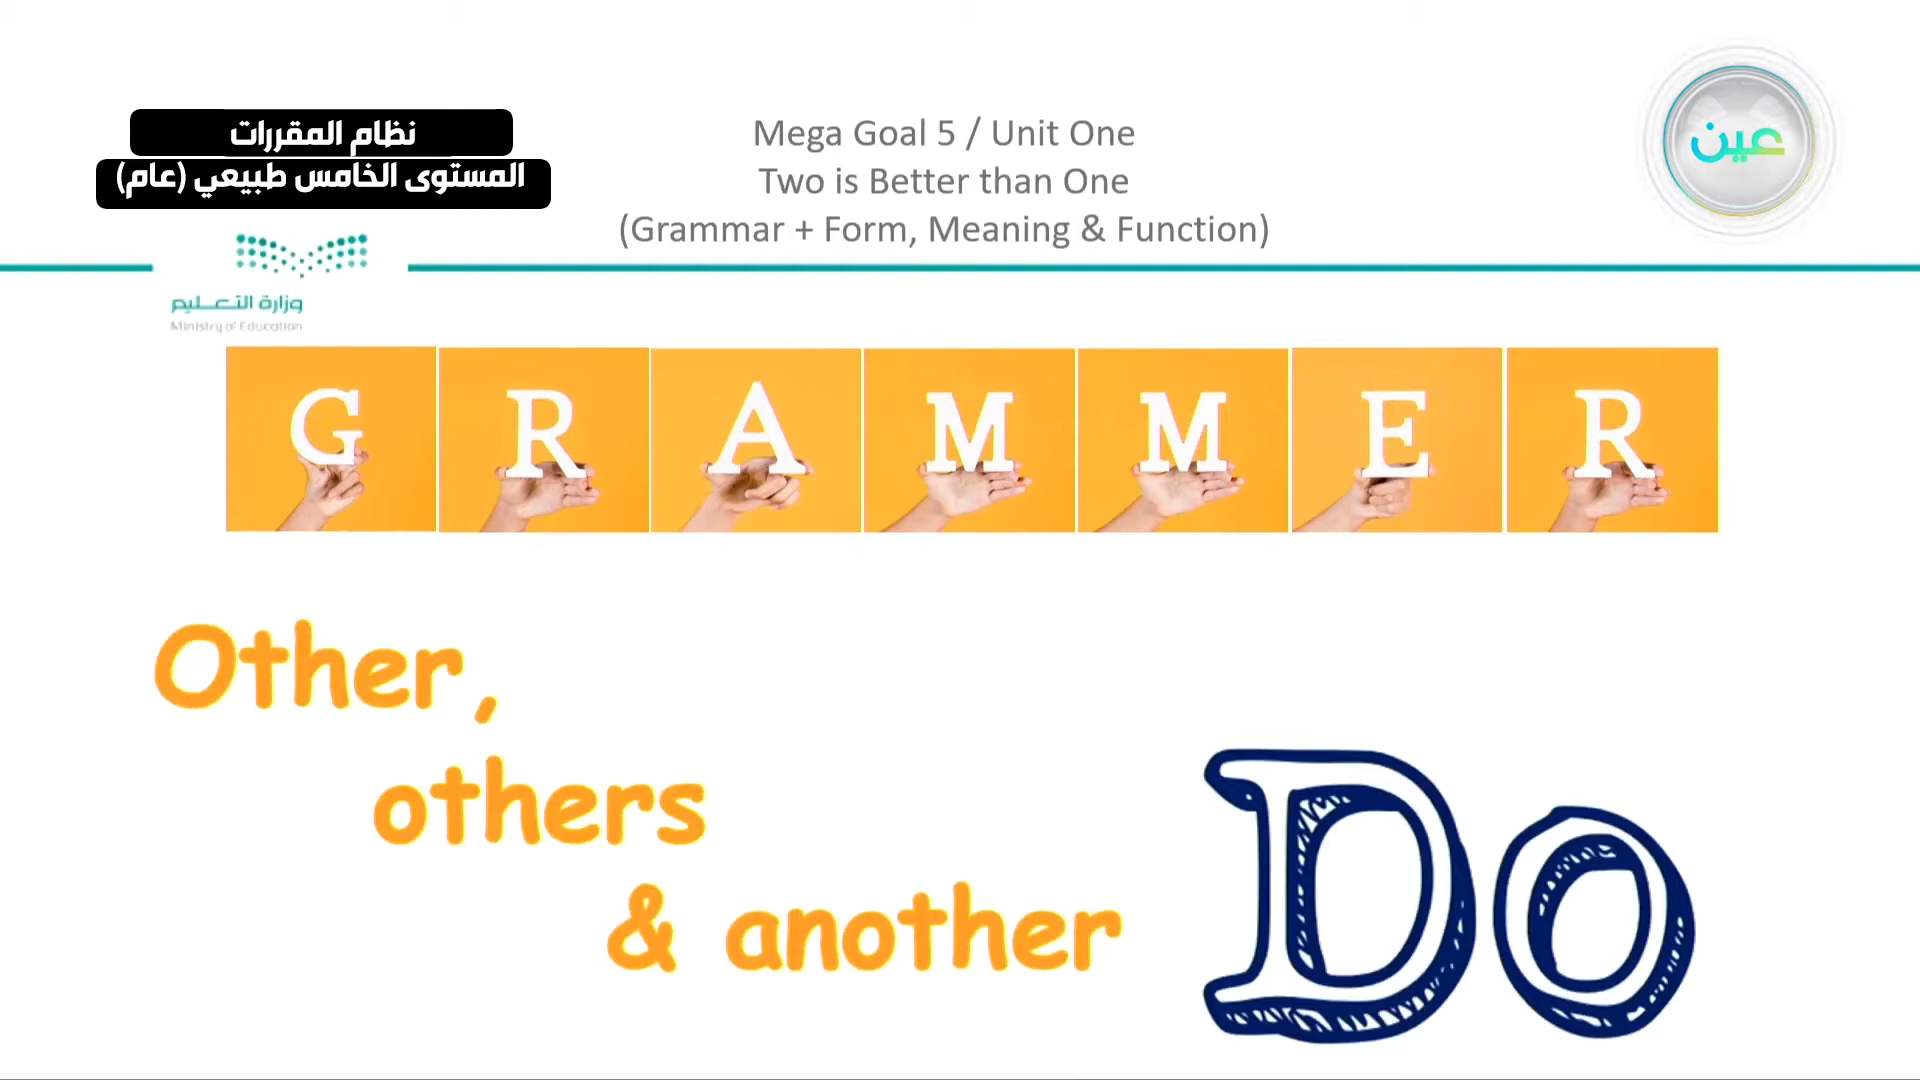 نظام المقررات
المستوى الخامس طبيعي (عام)
Mega Goal 5 / Unit One
Two is Better than One
(Grammar + Form, Meaning & Function)
عين
وزارة التعليم
Ministry of Education
GRAMMER
Other,
others
& another
Do